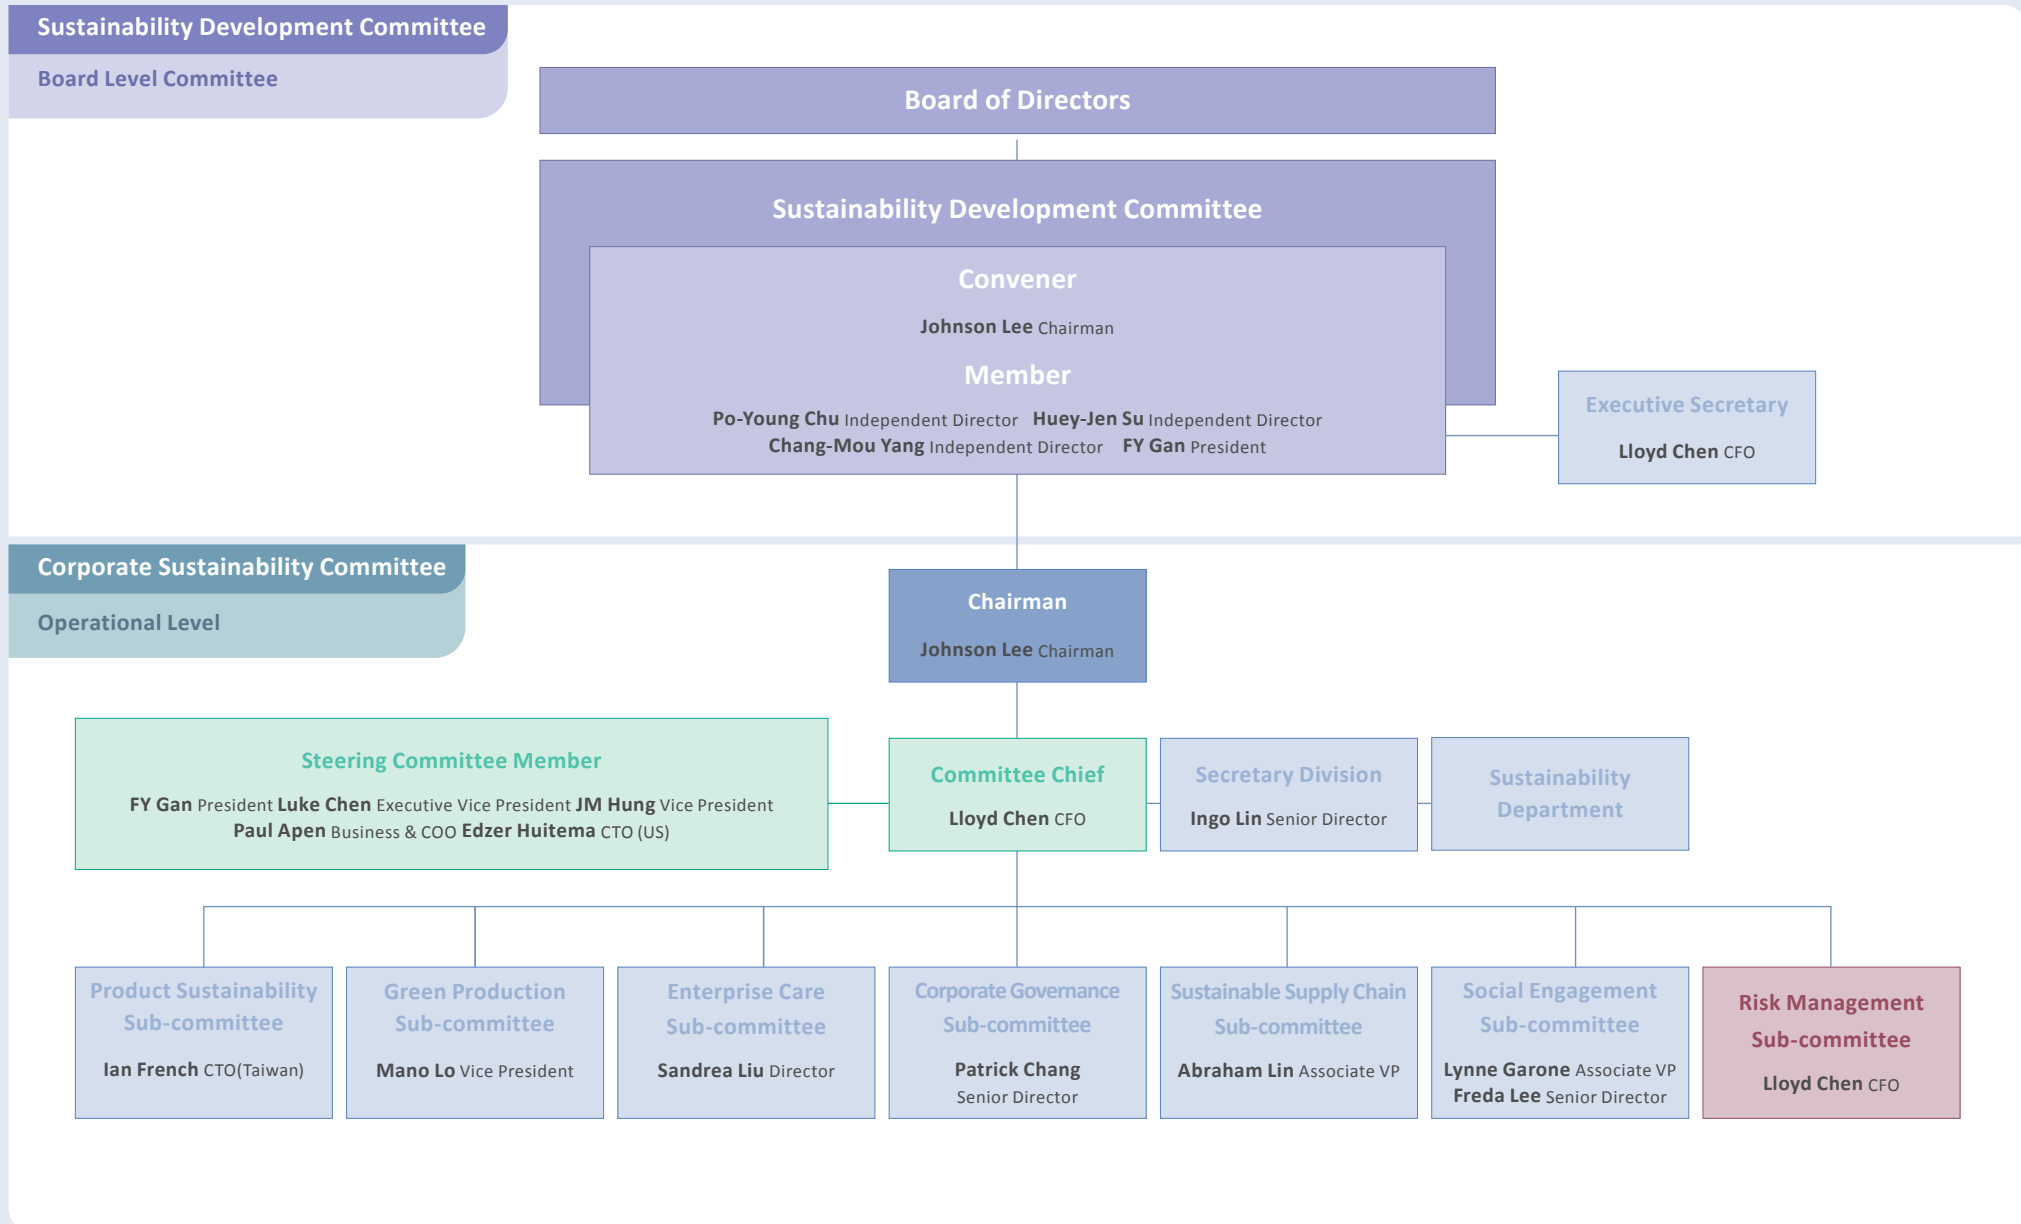 Sustainability Development Committee
Board Level Committee
Board of Directors
Sustainability Development Committee
Convener
Johnson Lee Chairman
Member
Po-Young Chu Independent Director Huey-Jen Su Independent Director
Chang-Mou Yang Independent Director FY Gan President
Executive Secretary
Lloyd Chen CFO
Corporate Sustainability Committee
Operational Level
Chairman
Johnson Lee Chairman
Steering Committee Member
FY Gan President Luke Chen Executive Vice President JM Hung Vice President
Paul Apen Business & COO Edzer Huitema CTO (US)
Committee Chief
Lloyd Chen CFO
Secretary Division
Ingo Lin Senior Director
Sustainability
Department
Product Sustainability
Sub-committee
Ian French CTO(Taiwan)
Green Production
Sub-committee
Mano Lo Vice President
Enterprise Care
Sub-committee
Sandrea Liu Director
Corporate Governance
Sub-committee
Patrick Chang
Senior Director
Sustainable Supply Chain
Sub-committee
Abraham Lin Associate VP
Social Engagement
Sub-committee
Lynne Garone Associate VP
Freda Lee Senior Director
Risk Management
Sub-committee
Lloyd Chen CFO